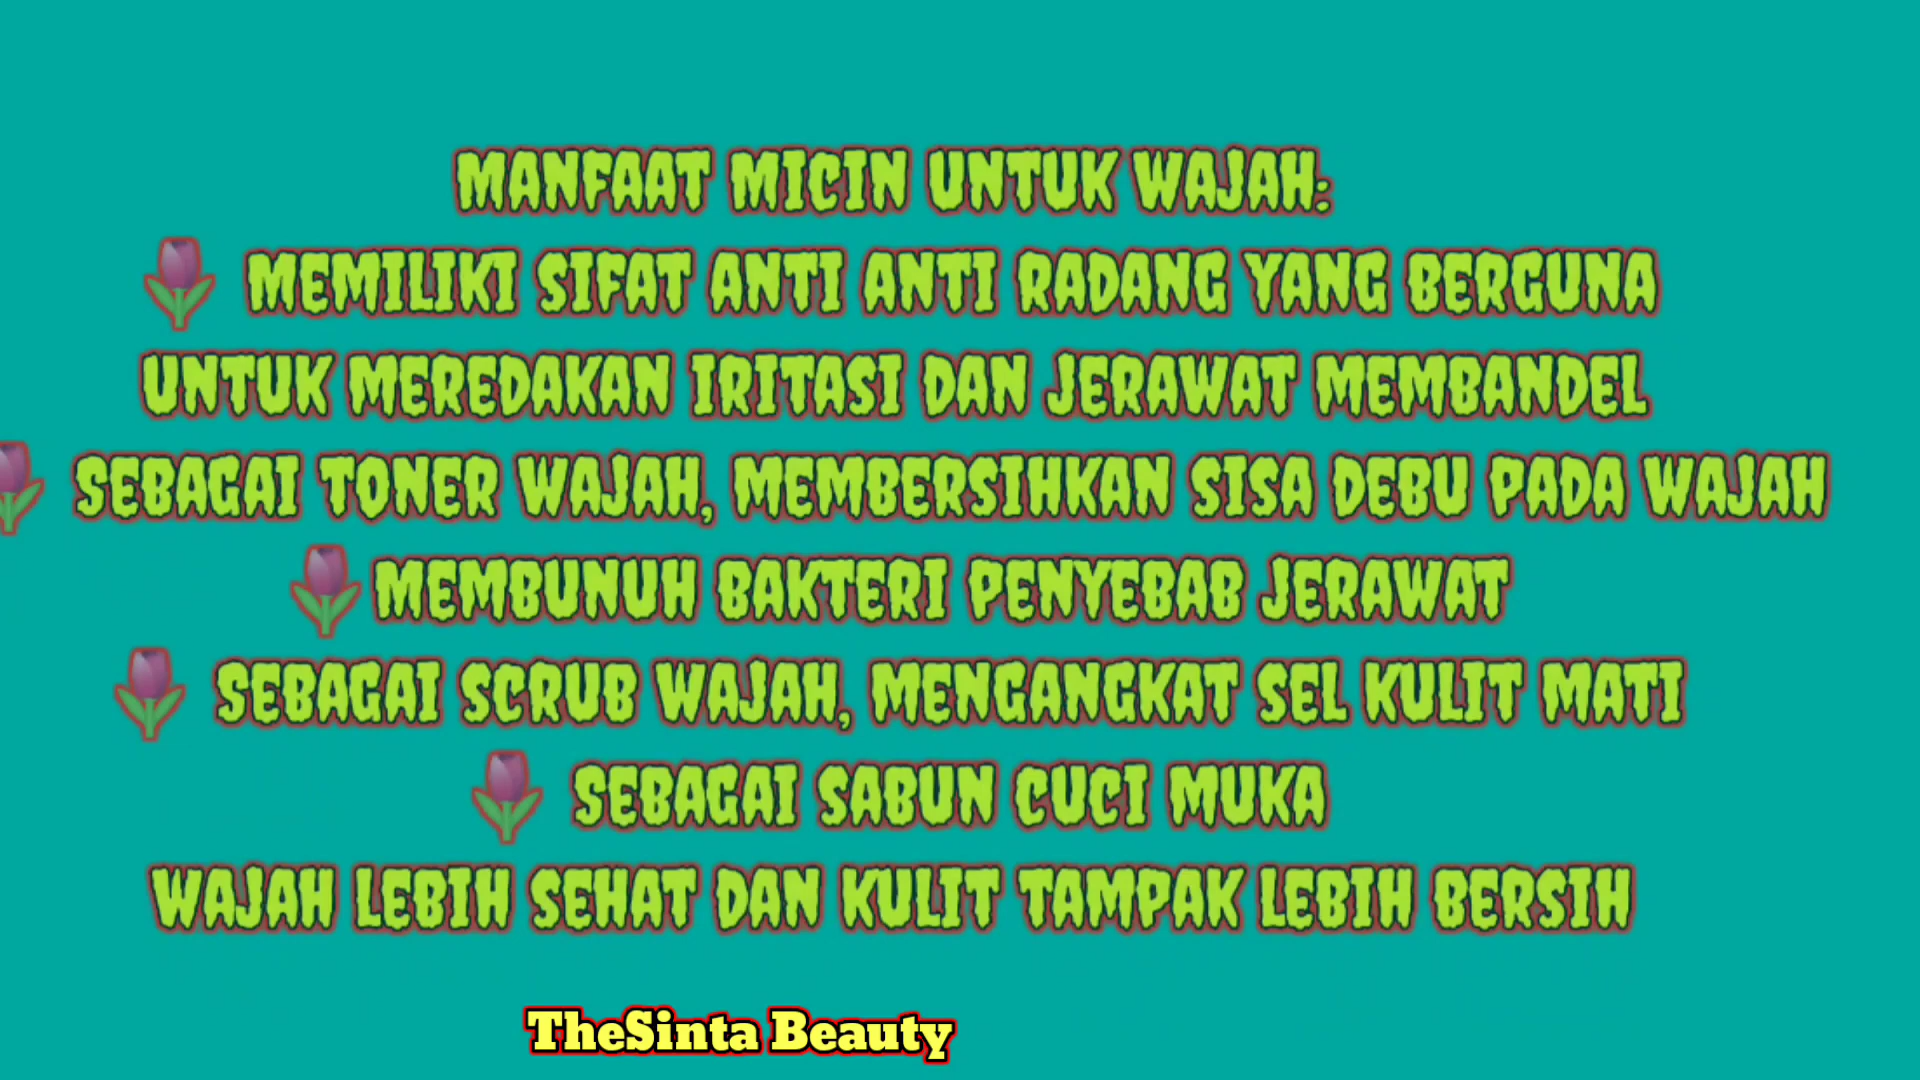 MANFAAT MICIN UNTUK WAJAH:
🌷 MEMILIKI SIFAT ANTI ANTI RADANG YANG BERGUNA
UNTUK MEREDAKAN IRITASI DAN JERAWAT MEMBANDEL
🌷 SEBAGAI TONER WAJAH, MEMBERSIHKAN SISA DEBU PADA WAJAH
🌷 MEMBUNUH BAKTERI PENYEBAB JERAWAT
🌷 SEBAGAI SCRUB WAJAH, MENGANGKAT SEL KULIT MATI
🌷 SEBAGAI SABUN CUCI MUKA
WAJAH LEBIH SEHAT DAN KULIT TAMPAK LEBIH BERSIH
TheSinta Beauty